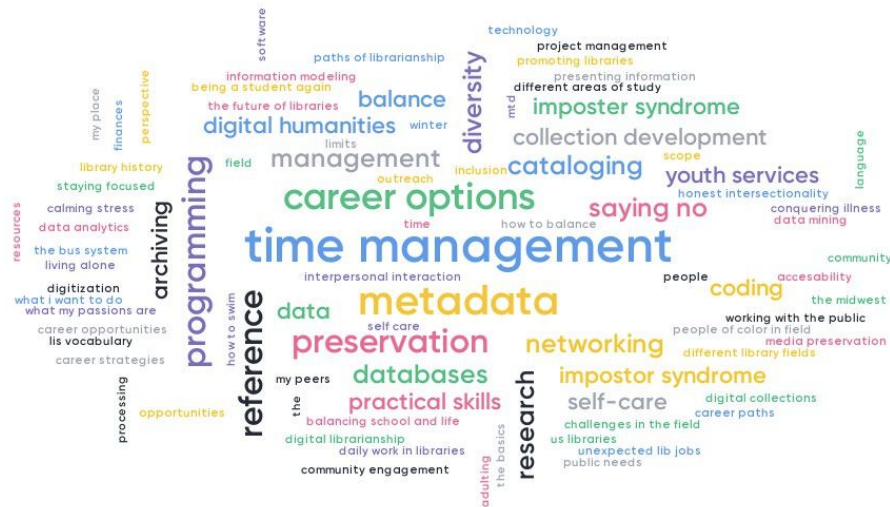 technology
software
project management
paths of librarianship
promoting libraries
information modeling
presenting information
being a student again
different areas of study
diversity
perspective
my place
finances
the future of libraries
balance
mtd
imposter syndrome
digital humanities
winter
collection development
limits
library history
field
management
inclusion
cataloging
scope
language
outreach
youth services
staying focused
programming
career options
honest intersectionality
calming stress
archiving
saying no
conquering illness
data analytics
time
how to balance
data mining
resources
the bus system
time management
living alone
community
interpersonal interaction
people
accesability
digitization
metadata
coding
what i want to do
the midwest
what my passions are
reference
how to swim
data
working with the public
career opportunities
self care
people of color in field
lis vocabulary
preservation
networking
media preservation
career strategies
different library fields
my peers
databases
impostor syndrome
processing
opportunities
the
practical skills
research
self-care
digital collections
career paths
balancing school and life
challenges in the field
digital librarianship
us libraries
daily work in libraries
unexpected lib jobs
community engagement
adulting
the basics
public needs